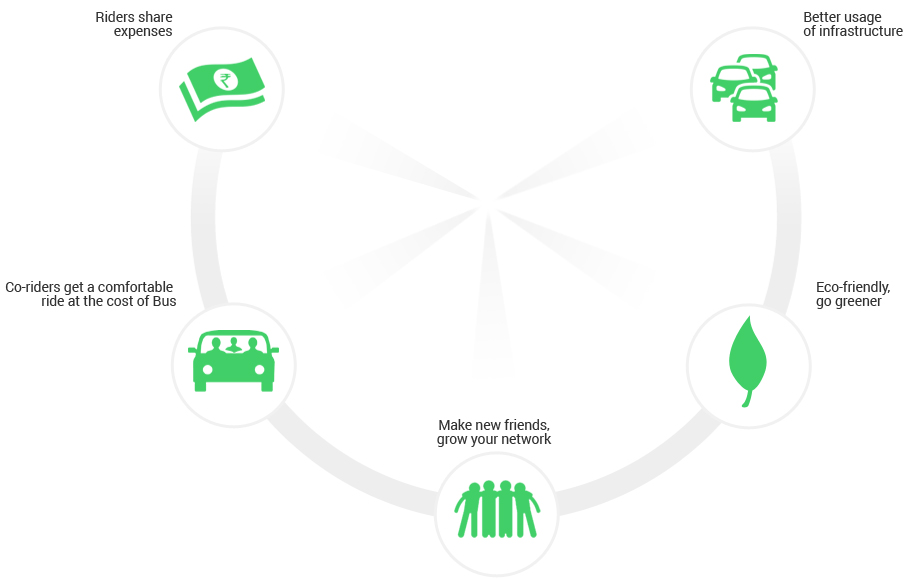 Riders share
expenses
Better usage
of infrastructure
₹
Co-riders get a comfortable
ride at the cost of Bus
Eco-friendly,
go greener
Make new friends,
grow your network